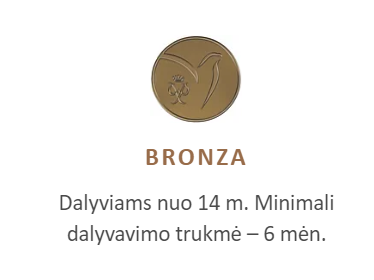 BRONZA
Dalyviams nuo 14 m. Minimali
dalyvavimo trukmė – 6 mėn.